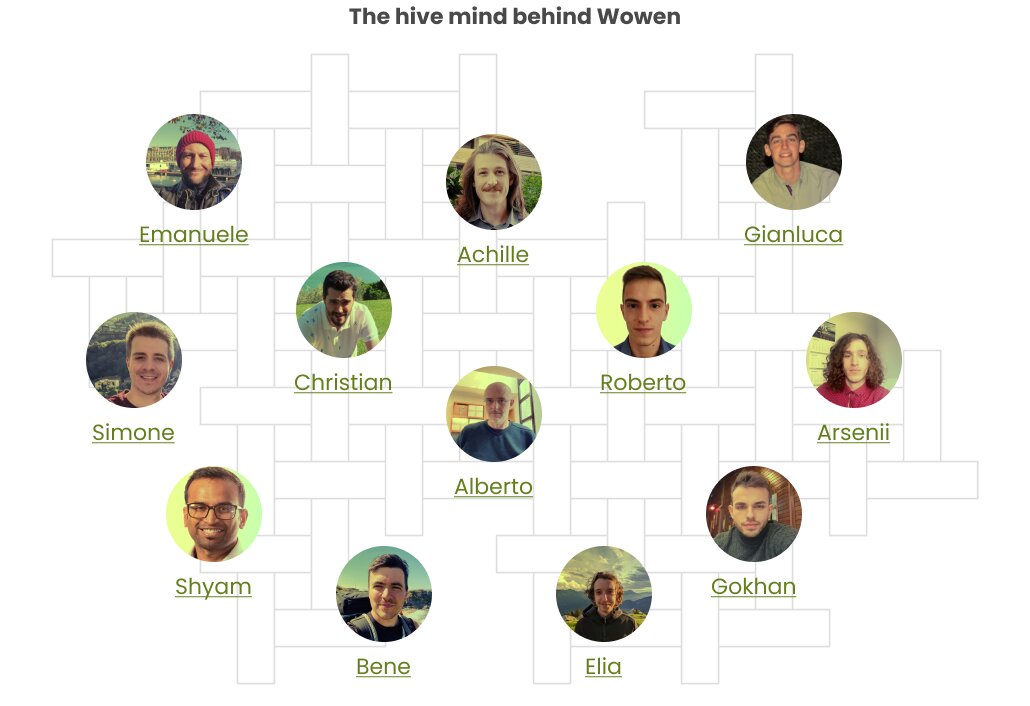 The hive mind behind Wowen
Emanuele
Achille
Gianluca
Christian
Roberto
Simone
Arsenii
Alberto
Shyam
Gokhan
Bene
Elia